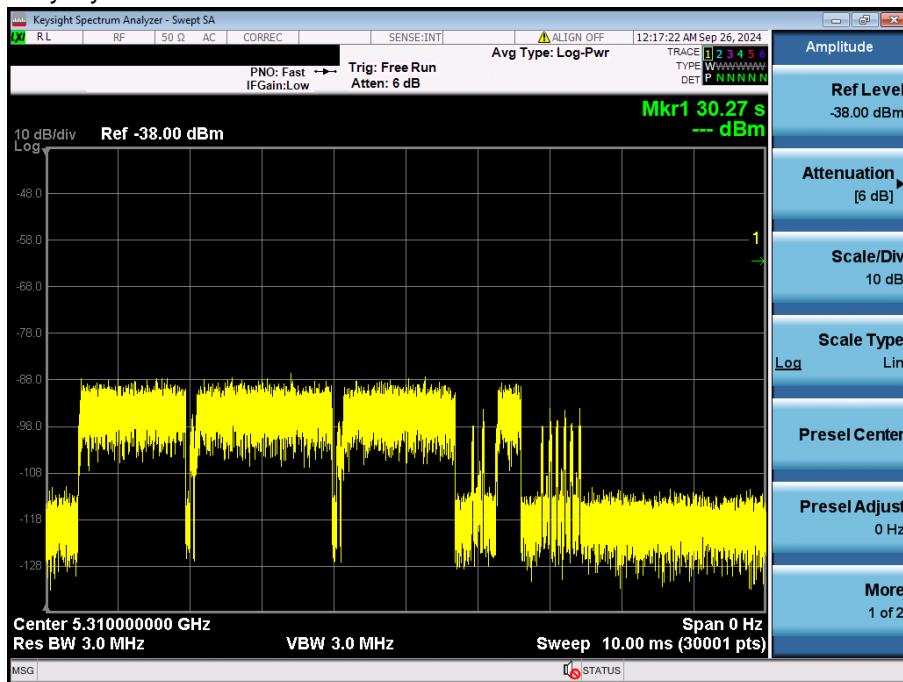 Keysight Spectrum Analyzer - Swept SA
LXI RL RF 50 Ω AC CORREC SENSE:INT ALIGN OFF 12:17:22 AM Sep 26, 2024
PNO: Fast
IFGain:Low
Trig: Free Run
Atten: 6 dB
Avg Type: Log-Pwr
TRACE 1 2 3 4 5 6
TYPE WWWWWW
DET P N N N N N
Mkr1 30.27 s
--- dBm
10 dB/div Ref -38.00 dBm
Log
-48.0
-58.0
-68.0
-78.0
-88.0
-98.0
-108
-118
-128
1
Center 5.310000000 GHz Span 0 Hz
Res BW 3.0 MHz VBW 3.0 MHz Sweep 10.00 ms (30001 pts)
MSG STATUS
Amplitude
Ref Level
-38.00 dBm
Attenuation
[6 dB]
Scale/Div
10 dB
Scale Type
Log Lin
Presel Center
Presel Adjust
0 Hz
More
1 of 2